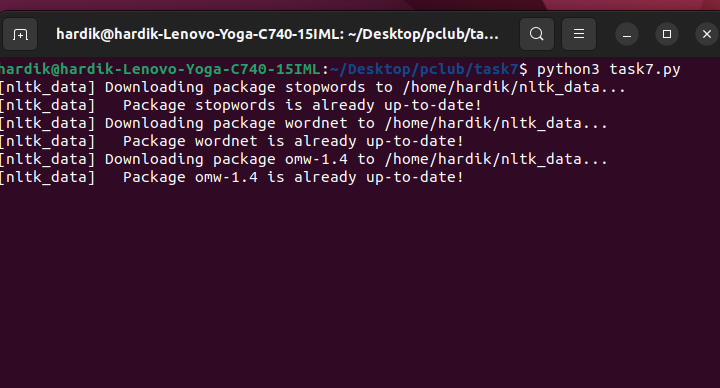 hardik@hardik-Lenovo-Yoga-C740-15IML: ~/Desktop/pclub/ta...
hardik@hardik-Lenovo-Yoga-C740-15IML:~/Desktop/pclub/task7$ python3 task7.py
[nltk_data] Downloading package stopwords to /home/hardik/nltk_data...
[nltk_data]   Package stopwords is already up-to-date!
[nltk_data] Downloading package wordnet to /home/hardik/nltk_data...
[nltk_data]   Package wordnet is already up-to-date!
[nltk_data] Downloading package omw-1.4 to /home/hardik/nltk_data...
[nltk_data]   Package omw-1.4 is already up-to-date!